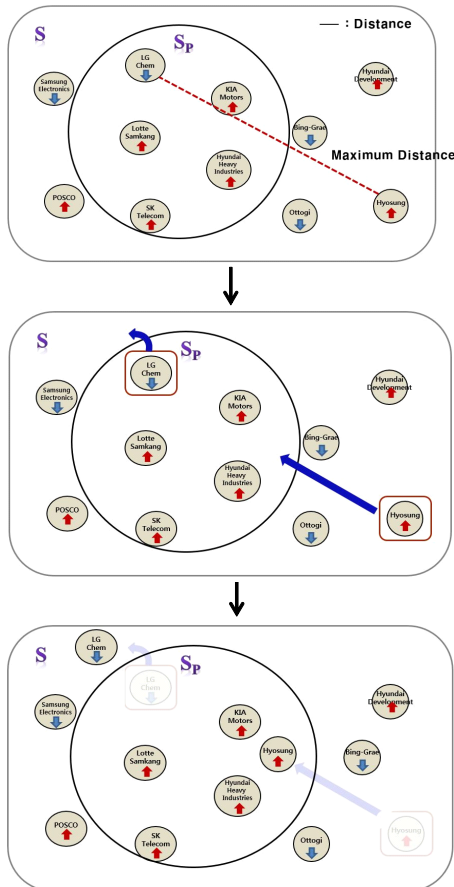 S
SP
— : Distance
LG
Chem
Samsung
Electronics
KIA
Motors
Hyundai
Development
Lotte
Samkang
Bing-Grae
Maximum Distance
Hyundai
Heavy
Industries
POSCO
SK
Telecom
Ottogi
Hyosung
S
SP
LG
Chem
Samsung
Electronics
KIA
Motors
Hyundai
Development
Lotte
Samkang
Bing-Grae
Hyundai
Heavy
Industries
POSCO
SK
Telecom
Ottogi
Hyosung
LG
Chem
S
SP
LG
Chem
Samsung
Electronics
KIA
Motors
Hyundai
Development
Lotte
Samkang
Hyosung
Bing-Grae
Hyundai
Heavy
Industries
POSCO
SK
Telecom
Ottogi
Hyosung